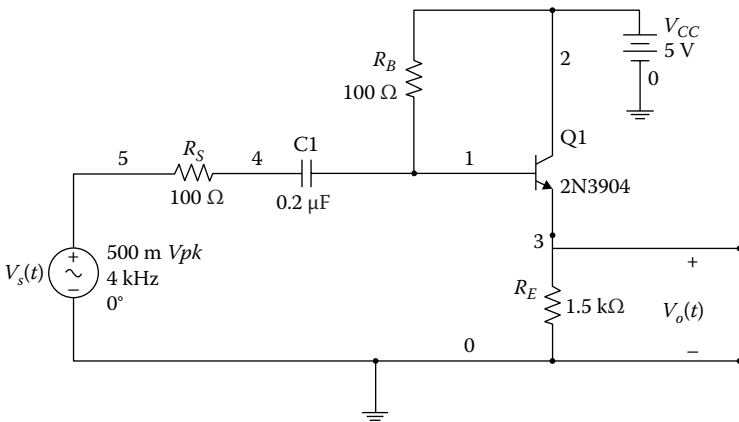 V_CC
5 V
2
0
R_B
100 Ω
Q1
2N3904
5
R_S
100 Ω
4
C1
0.2 μF
1
3
V_s(t)
+
−
500 m Vpk
4 kHz
0°
R_E
1.5 kΩ
+
V_o(t)
−
0